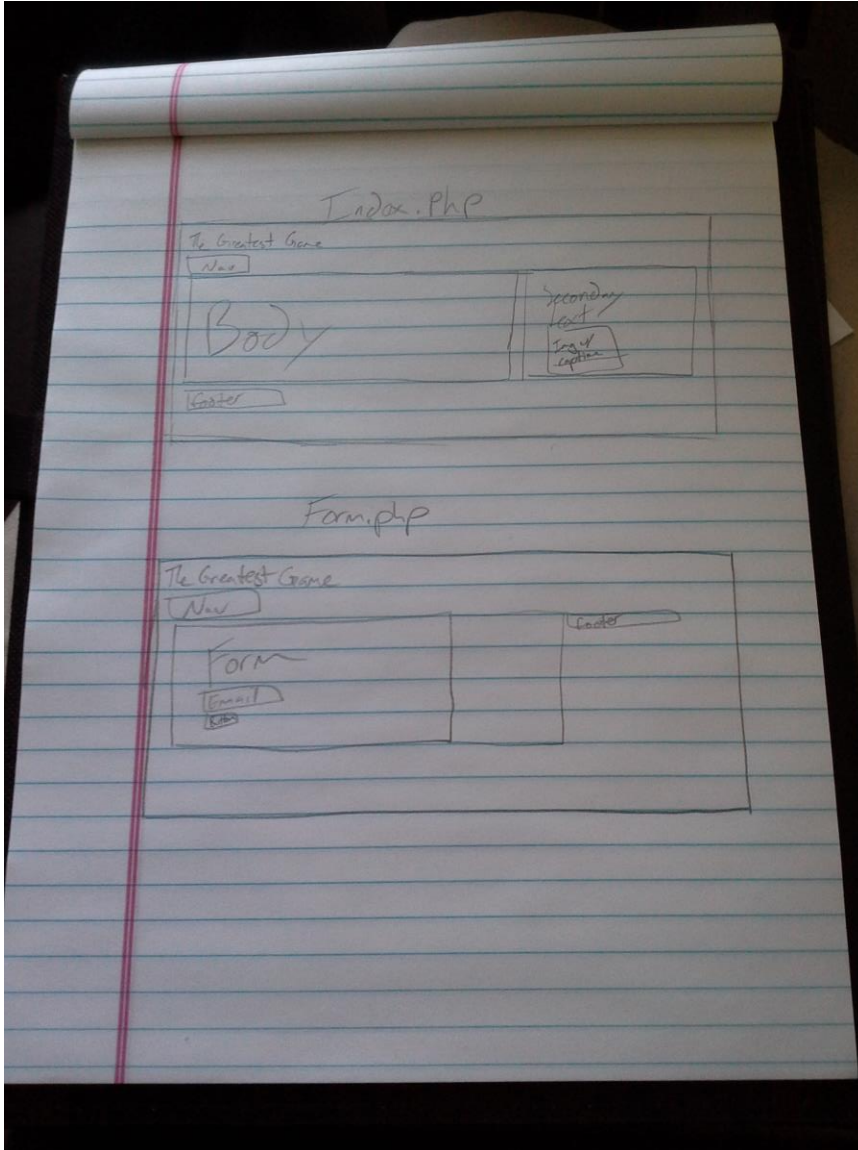 Index.php
The Greatest Game
Nav
Body
Secondary
text
Img w/
caption
footer
Form.php
The Greatest Game
Nav
footer
Form
Email